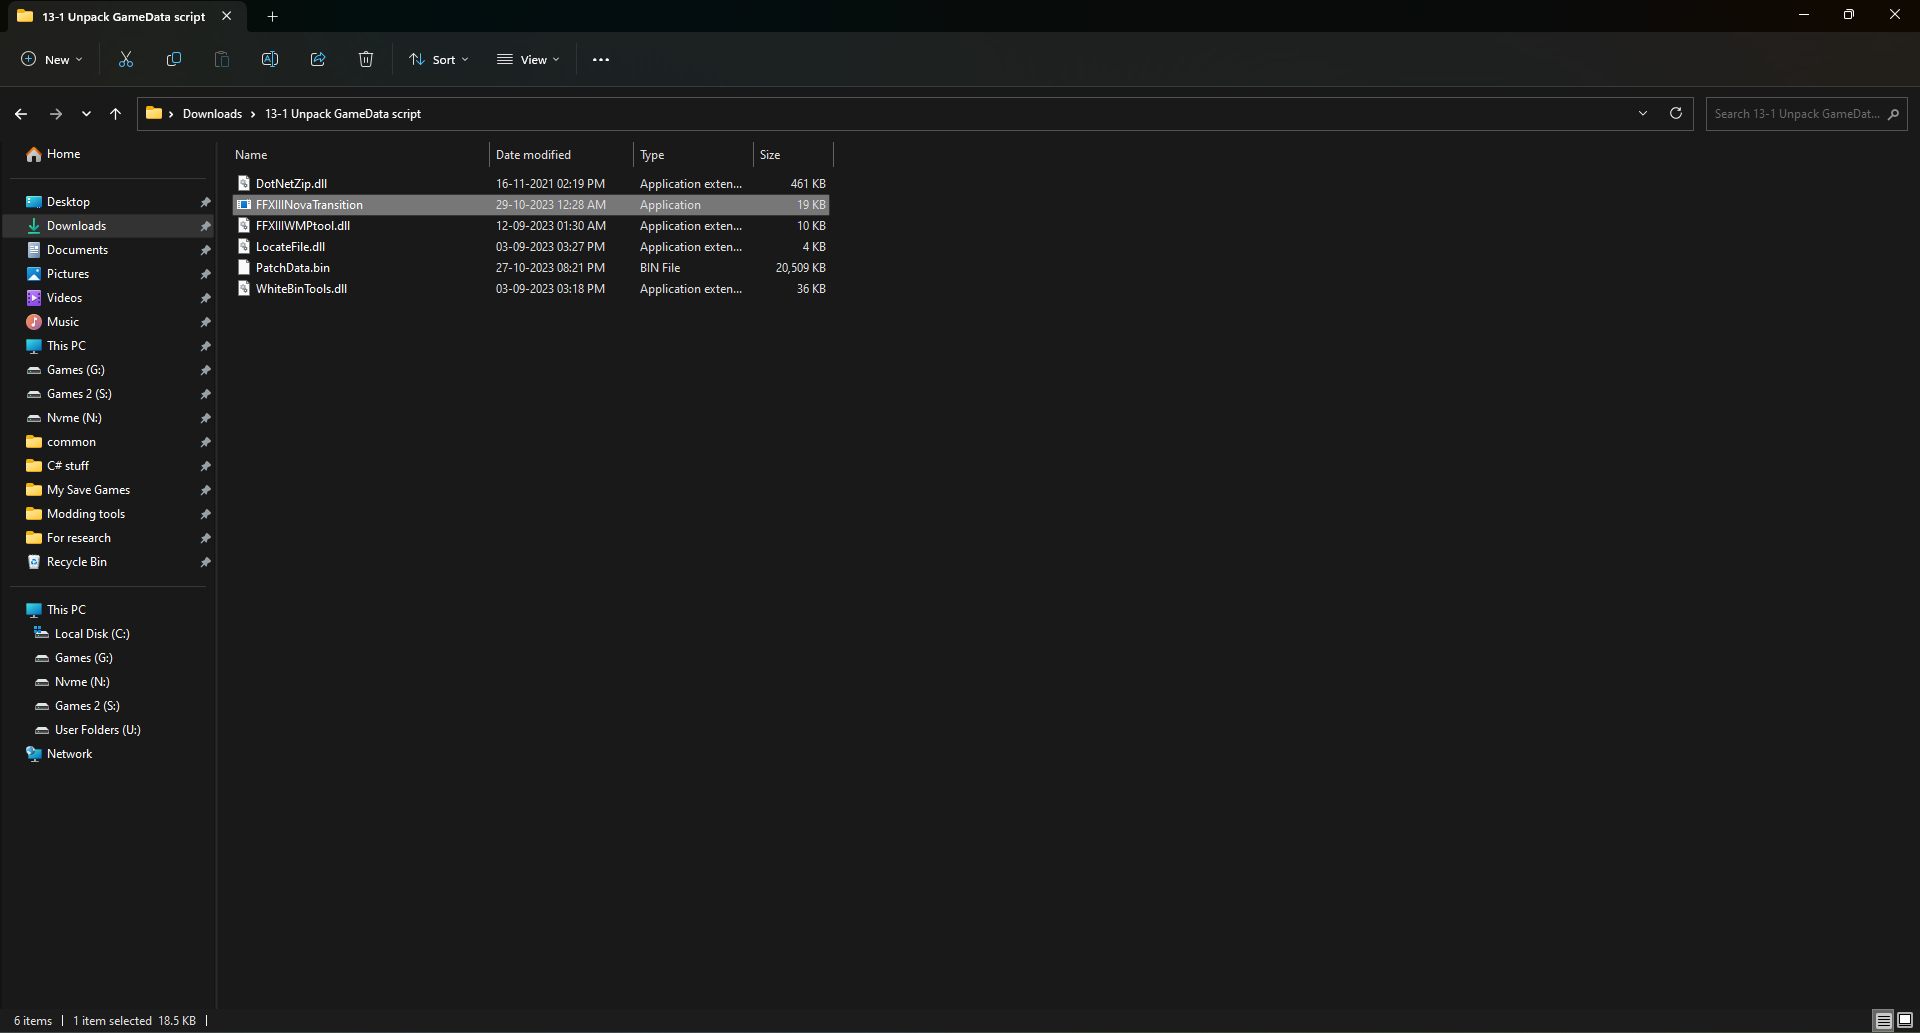 13-1 Unpack GameData script
New
Sort
View
Downloads
13-1 Unpack GameData script
Search 13-1 Unpack GameDat...
Home
Desktop
Downloads
Documents
Pictures
Videos
Music
This PC
Games (G:)
Games 2 (S:)
Nvme (N:)
common
C# stuff
My Save Games
Modding tools
For research
Recycle Bin
This PC
Local Disk (C:)
Games (G:)
Nvme (N:)
Games 2 (S:)
User Folders (U:)
Network
Name Date modified Type Size
DotNetZip.dll 16-11-2021 02:19 PM Application exten... 461 KB
FFXIIINovaTransition 29-10-2023 12:28 AM Application 19 KB
FFXIIIWMPtool.dll 12-09-2023 01:30 AM Application exten... 10 KB
LocateFile.dll 03-09-2023 03:27 PM Application exten... 4 KB
PatchData.bin 27-10-2023 08:21 PM BIN File 20,509 KB
WhiteBinTools.dll 03-09-2023 03:18 PM Application exten... 36 KB
6 items 1 item selected 18.5 KB